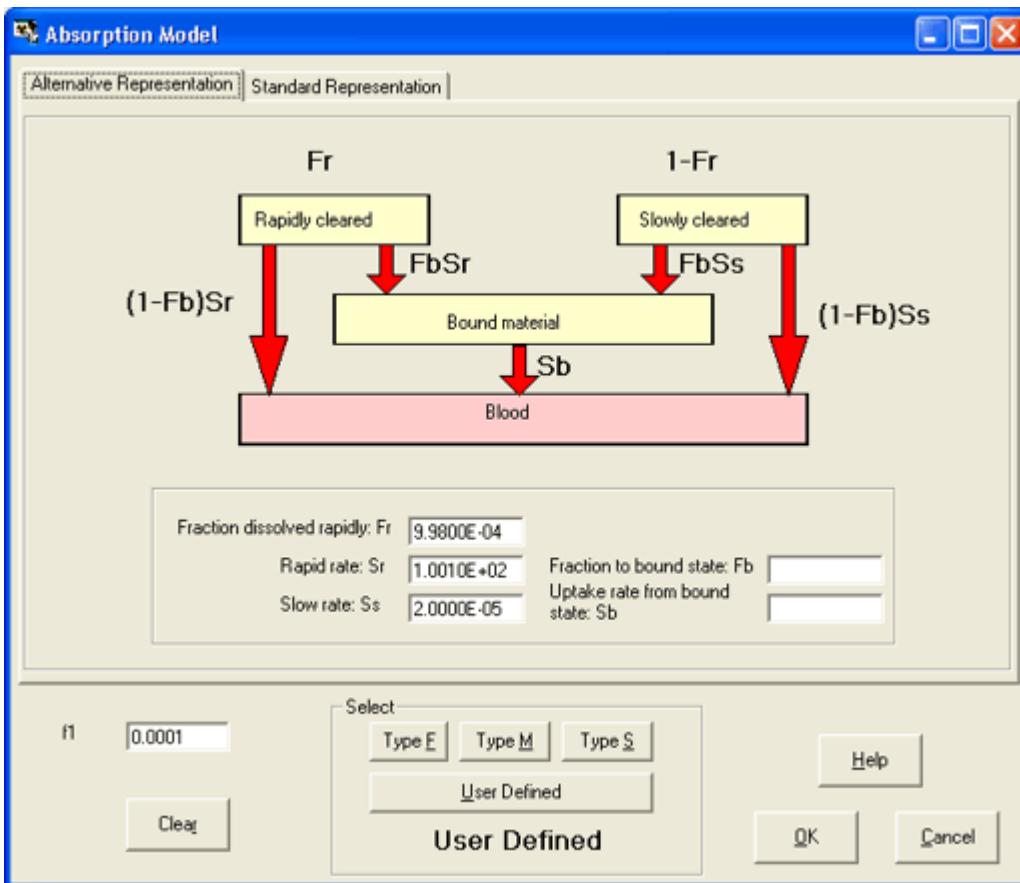 Absorption Model
Alternative Representation
Standard Representation
Fr
1-Fr
Rapidly cleared
Slowly cleared
FbSr
FbSs
(1-Fb)Sr
(1-Fb)Ss
Bound material
Sb
Blood
Fraction dissolved rapidly: Fr 9.9800E-04
Rapid rate: Sr 1.0010E+02
Slow rate: Ss 2.0000E-05
Fraction to bound state: Fb
Uptake rate from bound
state: Sb
f1 0.0001
Clear
Select
Type F
Type M
Type S
User Defined
User Defined
Help
OK
Cancel